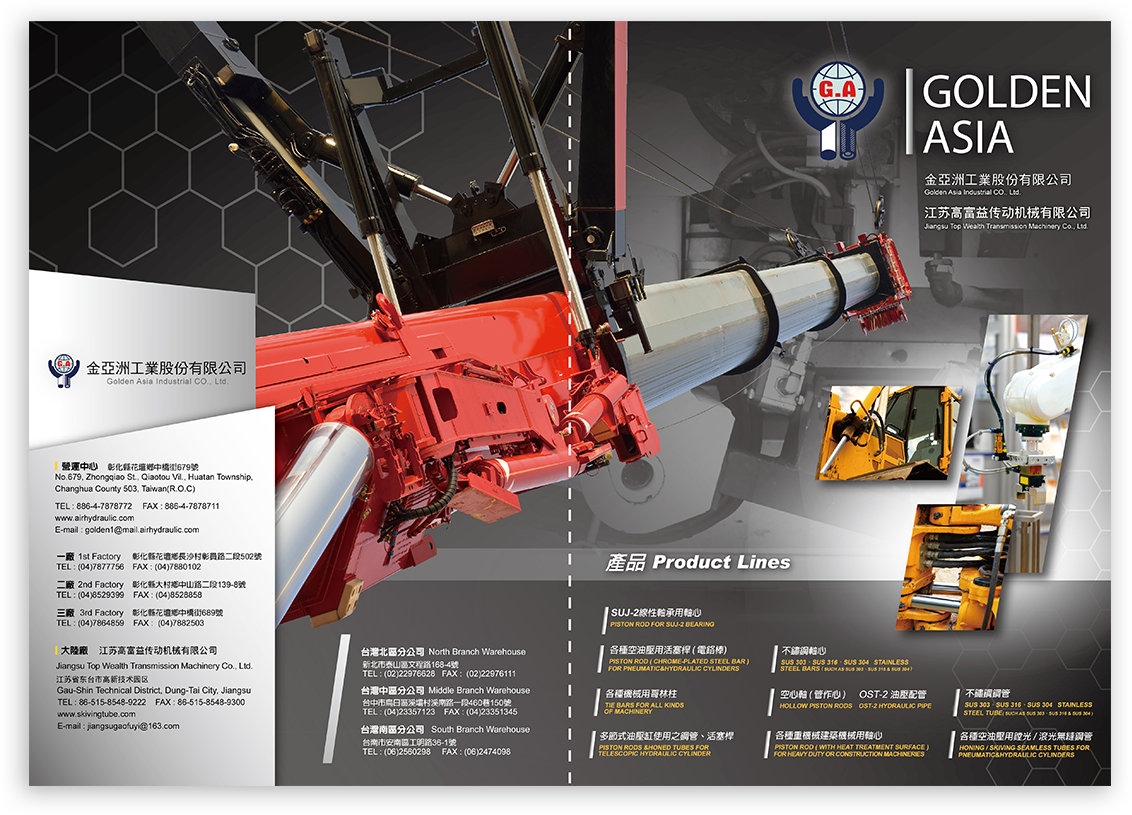 G.A
GOLDEN
ASIA
金亞洲工業股份有限公司
Golden Asia Industrial CO., Ltd.
江苏高富益传动机械有限公司
Jiangsu Top Wealth Transmission Machinery Co., Ltd.
G.A
金亞洲工業股份有限公司
Golden Asia Industrial CO., Ltd.
營運中心 彰化縣花壇鄉中橋街679號
No.679, Zhongqiao St., Qiaotou Vil., Huatan Township,
Changhua County 503, Taiwan(R.O.C)
TEL : 886-4-7878772 FAX : 886-4-7878711
www.airhydraulic.com
E-mail : golden1@mail.airhydraulic.com
一廠 1st Factory 彰化縣花壇鄉長沙村彰員路二段502號
TEL : (04)7877756 FAX : (04)7880102
二廠 2nd Factory 彰化縣大村鄉中山路二段139-8號
TEL : (04)8529399 FAX : (04)8528858
三廠 3rd Factory 彰化縣花壇鄉中橋街689號
TEL : (04)7864859 FAX : (04)7882503
大陸廠 江苏高富益传动机械有限公司
Jiangsu Top Wealth Transmission Machinery Co., Ltd.
江苏省东台市高新技术园区
Gau-Shin Technical District, Dung-Tai City, Jiangsu
TEL : 86-515-8548-9222 FAX : 86-515-8548-9300
www.skivingtube.com
E-mail : jiangsugaofuyi@163.com
台灣北區分公司 North Branch Warehouse
新北市泰山區文程路168-4號
TEL : (02)22976628 FAX : (02)22976111
台灣中區分公司 Middle Branch Warehouse
台中市烏日區溪壩村溪南路一段460巷150號
TEL : (04)23357123 FAX : (04)23351345
台灣南區分公司 South Branch Warehouse
台南市安南區工明路36-1號
TEL : (06)2550298 FAX : (06)2474098
產品 Product Lines
SUJ-2線性軸承用軸心
PISTON ROD FOR SUJ-2 BEARING
各種空油壓用活塞桿 ( 電鉻棒)
PISTON ROD ( CHROME-PLATED STEEL BAR )
FOR PNEUMATIC&HYDRAULIC CYLINDERS
不鏽鋼軸心
SUS 303、SUS 316、SUS 304 STAINLESS
STEEL BARS ( SUCH AS SUS 303、SUS 316 & SUS 304 )
各種機械用哥林柱
TIE BARS FOR ALL KINDS
OF MACHINERY
空心軸 ( 管作心 ) OST-2 油壓配管
HOLLOW PISTON RODS OST-2 HYDRAULIC PIPE
不鏽鋼鋼管
SUS 303、SUS 316、SUS 304 STAINLESS
STEEL TUBE( SUCH AS SUS 303、SUS 316 & SUS 304 )
多節式油壓缸使用之鋼管、活塞桿
PISTON RODS &HONED TUBES FOR
TELESCOPIC HYDRAULIC CYLINDER
各種重機械建築機械用軸心
PISTON ROD ( WITH HEAT TREATMENT SURFACE )
FOR HEAVY DUTY OR CONSTRUCTION MACHINERIES
各種空油壓用搪光 / 滾光無縫鋼管
HONING / SKIVING SEAMLESS TUBES FOR
PNEUMATIC&HYDRAULIC CYLINDERS